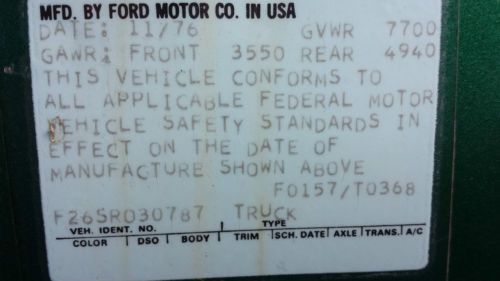 MFD. BY FORD MOTOR CO. IN USA
DATE: 11/76 GVWR 7700
GAWR: FRONT 3550 REAR 4940
THIS VEHICLE CONFORMS TO
ALL APPLICABLE FEDERAL MOTOR
VEHICLE SAFETY STANDARDS IN
EFFECT ON THE DATE OF
MANUFACTURE SHOWN ABOVE
F0157/T0368
F26SR030787 TRUCK
VEH. IDENT. NO. TYPE
COLOR DSO BODY TRIM SCH. DATE AXLE TRANS. A/C